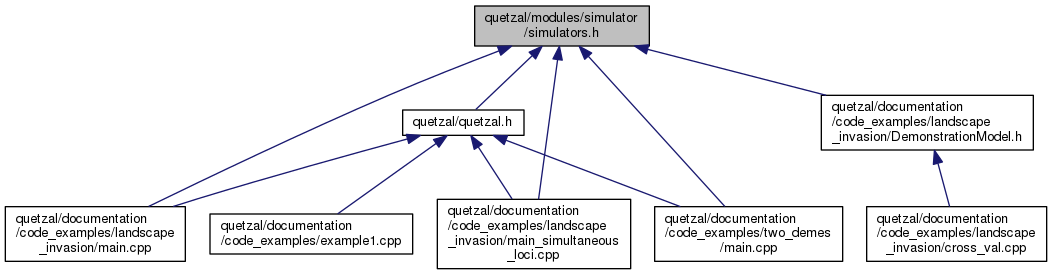 quetzal/modules/simulator
/simulators.h
quetzal/quetzal.h
quetzal/documentation
/code_examples/landscape
_invasion/DemonstrationModel.h
quetzal/documentation
/code_examples/landscape
_invasion/main.cpp
quetzal/documentation
/code_examples/example1.cpp
quetzal/documentation
/code_examples/landscape
_invasion/main_simultaneous
_loci.cpp
quetzal/documentation
/code_examples/two_demes
/main.cpp
quetzal/documentation
/code_examples/landscape
_invasion/cross_val.cpp